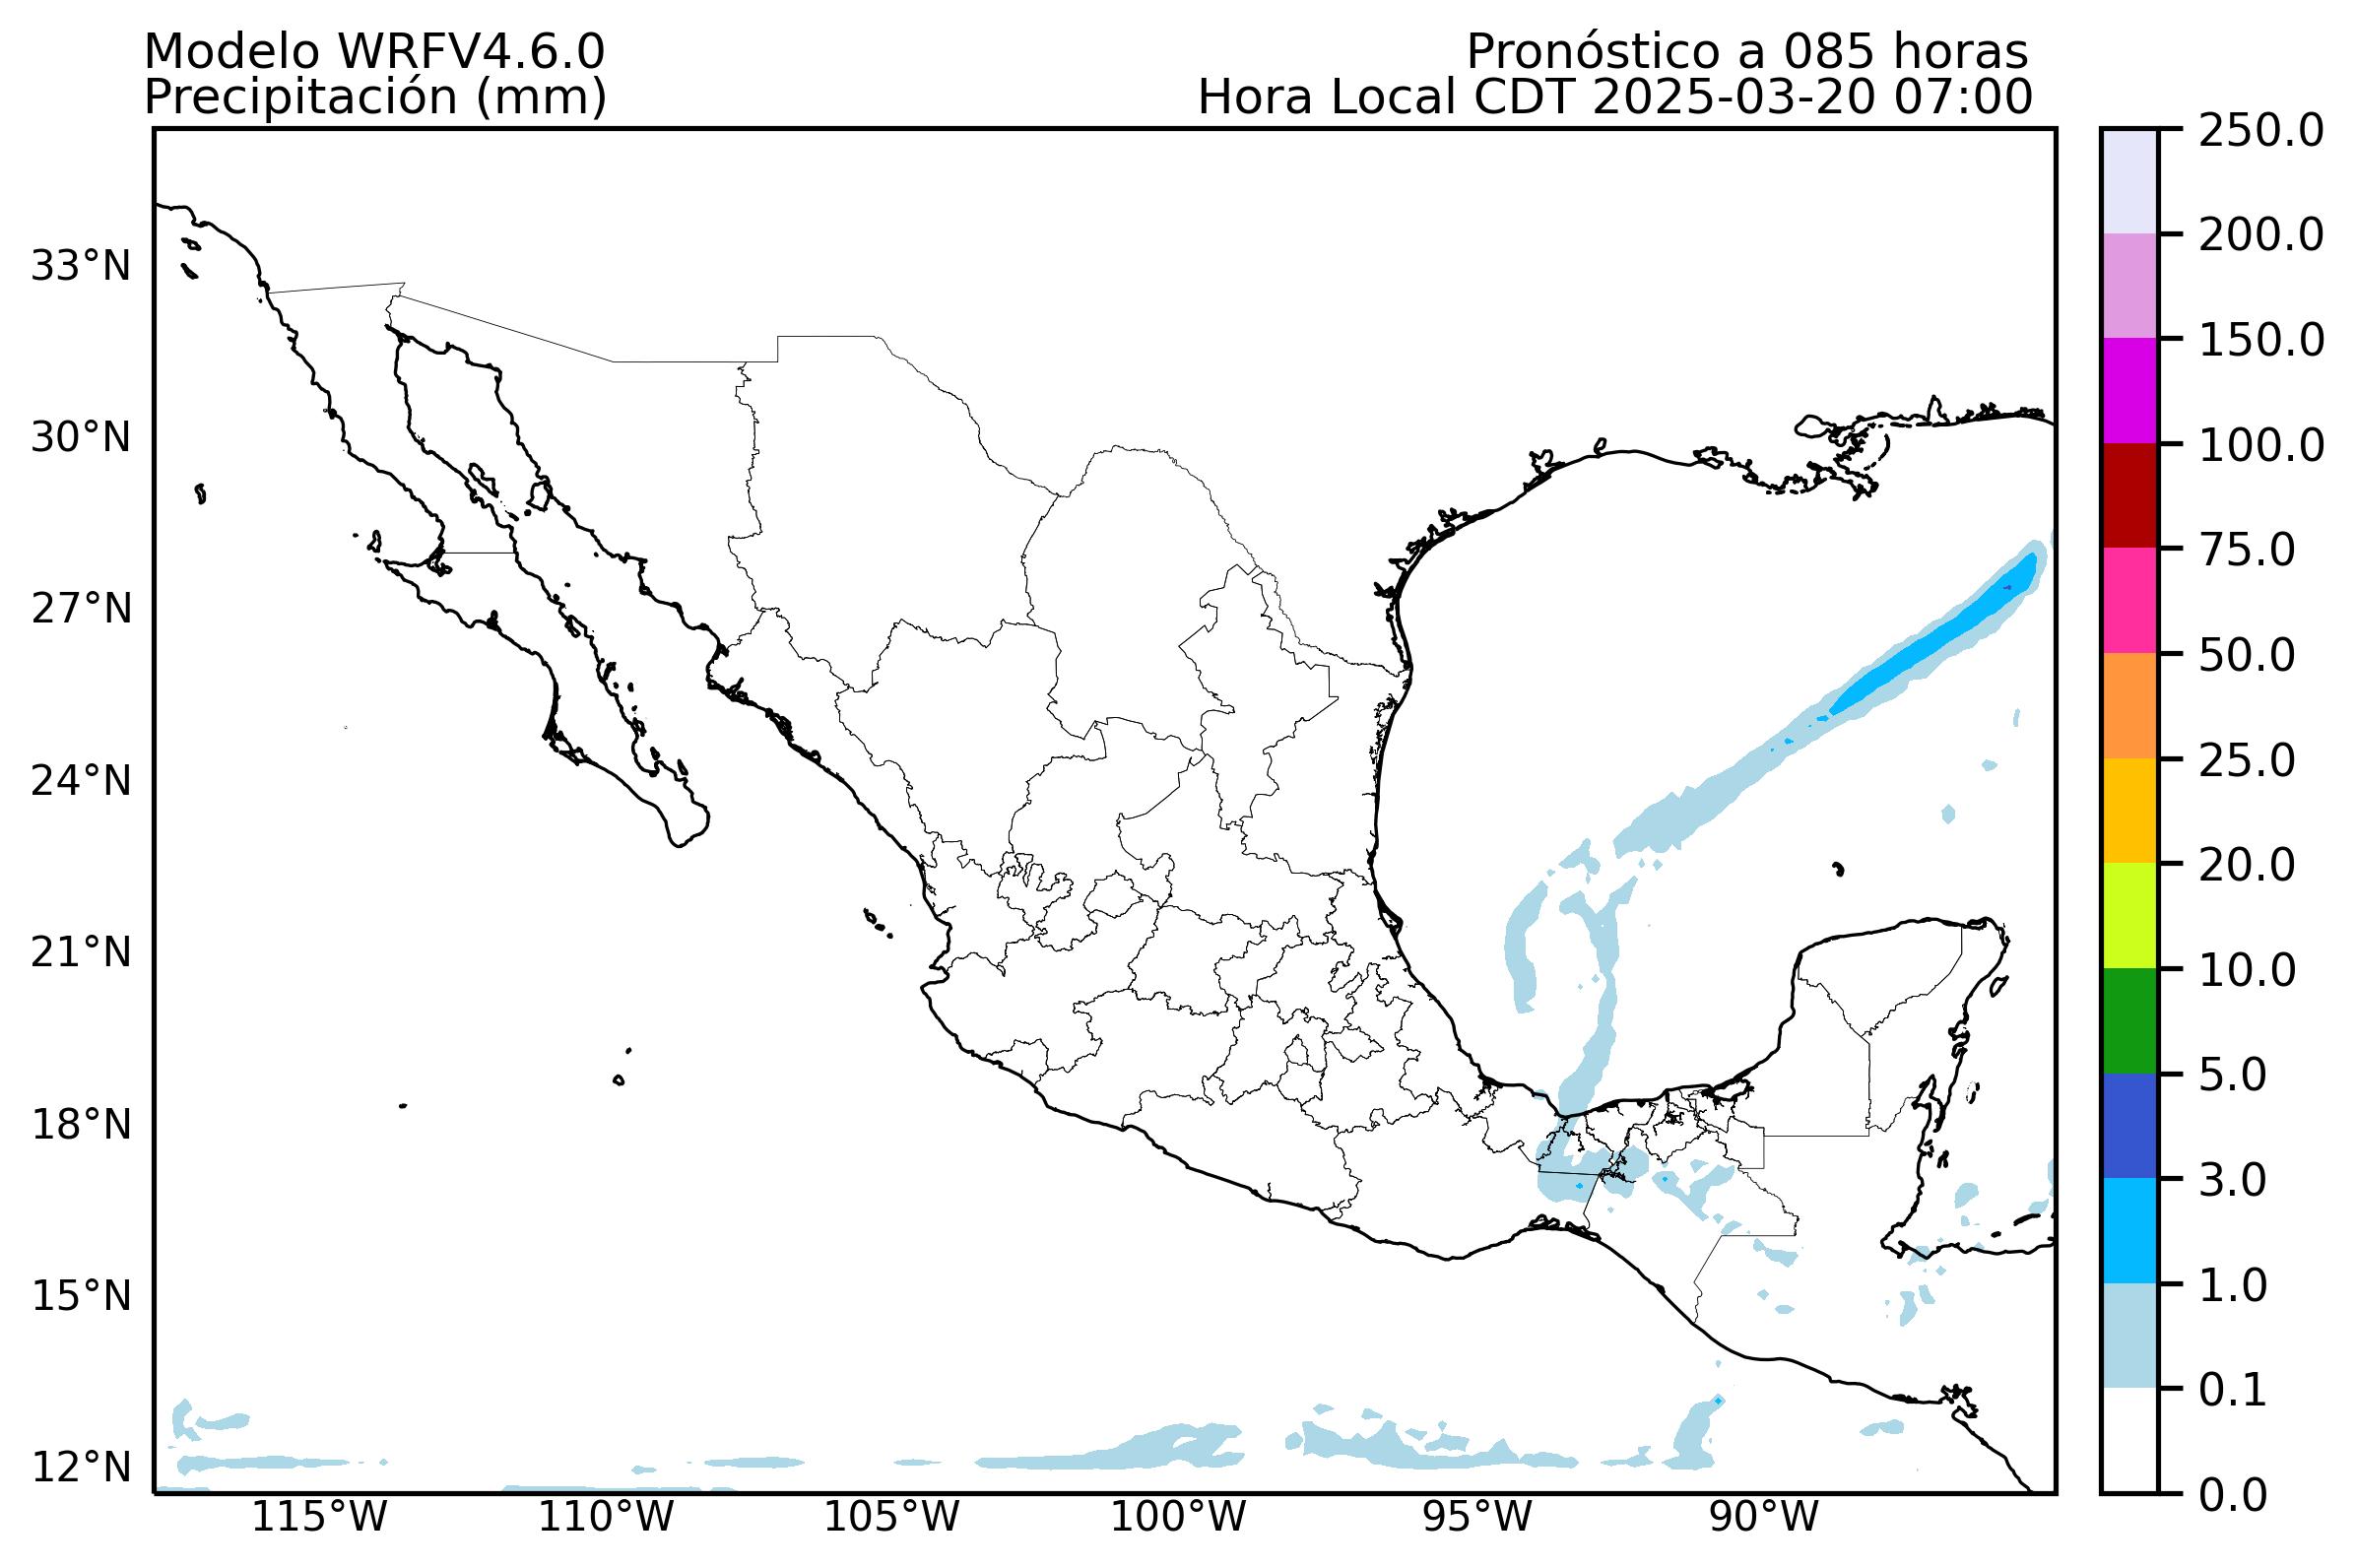 Modelo WRFV4.6.0
Precipitación (mm)
Pronóstico a 085 horas
Hora Local CDT 2025-03-20 07:00
33°N
30°N
27°N
24°N
21°N
18°N
15°N
12°N
115°W
110°W
105°W
100°W
95°W
90°W
250.0
200.0
150.0
100.0
75.0
50.0
25.0
20.0
10.0
5.0
3.0
1.0
0.1
0.0